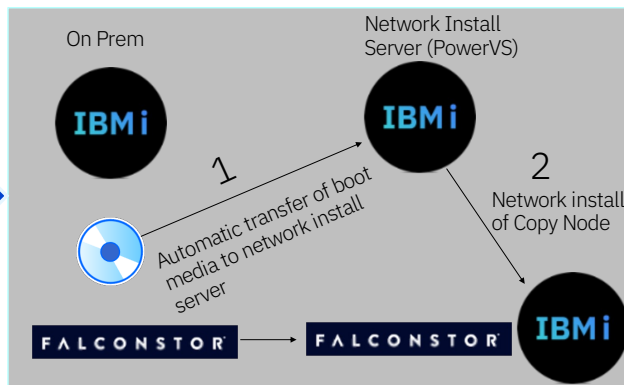 On Prem
Network Install
Server (PowerVS)
IBM i
IBM i
1
Automatic transfer of boot
media to network install
server
2
Network install
of Copy Node
FALCONSTOR
FALCONSTOR
IBM i